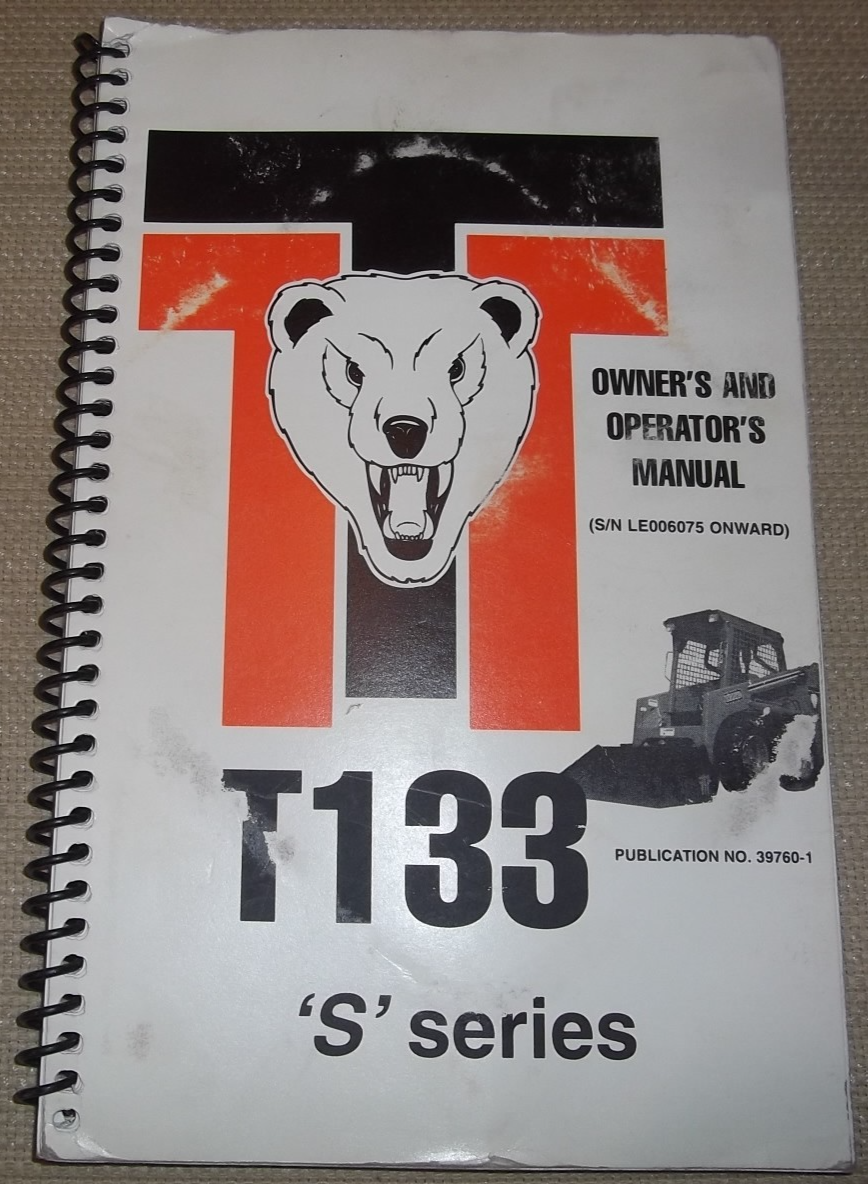 OWNER'S AND
OPERATOR'S
MANUAL
(S/N LE006075 ONWARD)
T133
PUBLICATION NO. 39760-1
'S' series